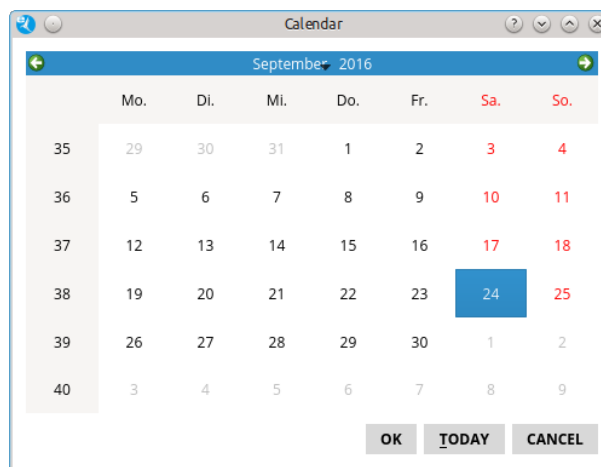 Calendar
September 2016
Mo. Di. Mi. Do. Fr. Sa. So.
35 29 30 31 1 2 3 4
36 5 6 7 8 9 10 11
37 12 13 14 15 16 17 18
38 19 20 21 22 23 24 25
39 26 27 28 29 30 1 2
40 3 4 5 6 7 8 9
OK TODAY CANCEL